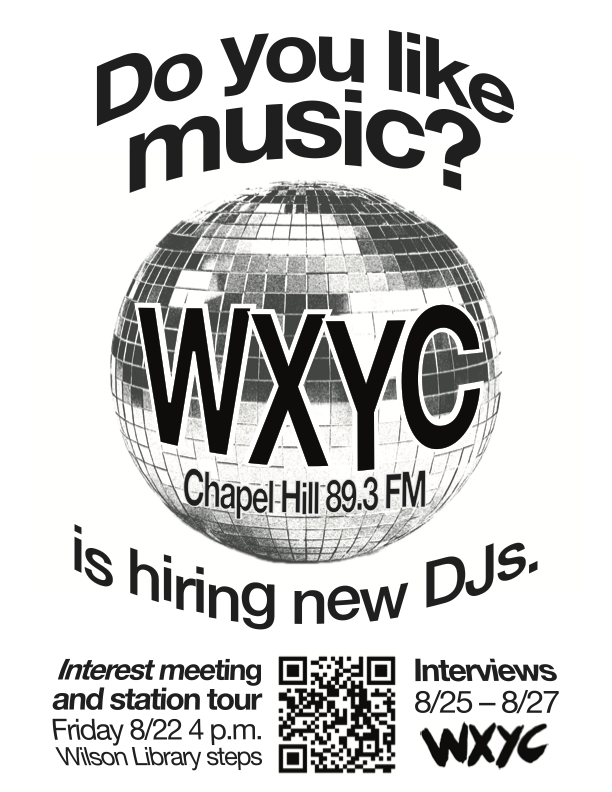 Do you like
music?
WXYC
Chapel Hill 89.3 FM
is hiring new DJs.
Interest meeting
and station tour
Friday 8/22 4 p.m.
Wilson Library steps
Interviews
8/25 – 8/27
WXYC